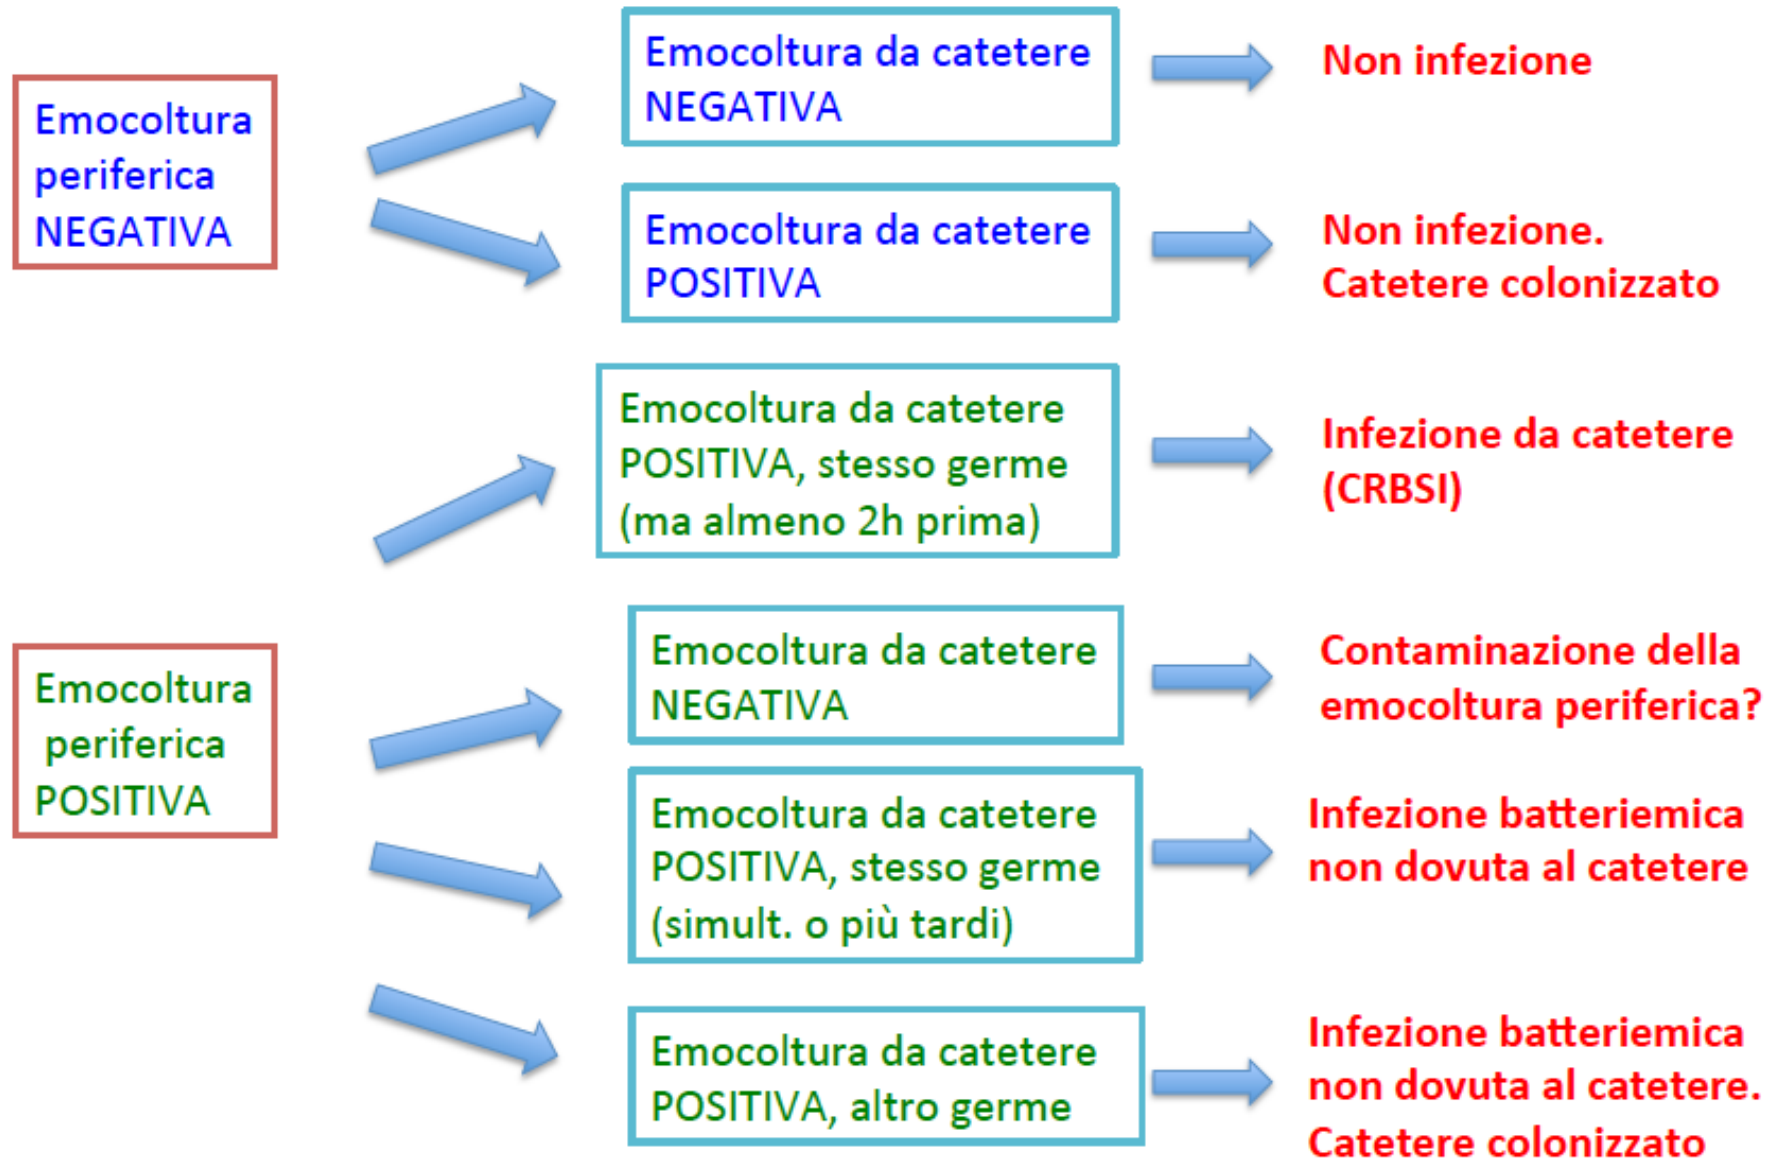 Emocoltura
periferica
NEGATIVA
Emocoltura da catetere
NEGATIVA
Non infezione
Emocoltura da catetere
POSITIVA
Non infezione.
Catetere colonizzato
Emocoltura
periferica
POSITIVA
Emocoltura da catetere
POSITIVA, stesso germe
(ma almeno 2h prima)
Infezione da catetere
(CRBSI)
Emocoltura da catetere
NEGATIVA
Contaminazione della
emocoltura periferica?
Emocoltura da catetere
POSITIVA, stesso germe
(simult. o più tardi)
Infezione batteriemica
non dovuta al catetere
Emocoltura da catetere
POSITIVA, altro germe
Infezione batteriemica
non dovuta al catetere.
Catetere colonizzato